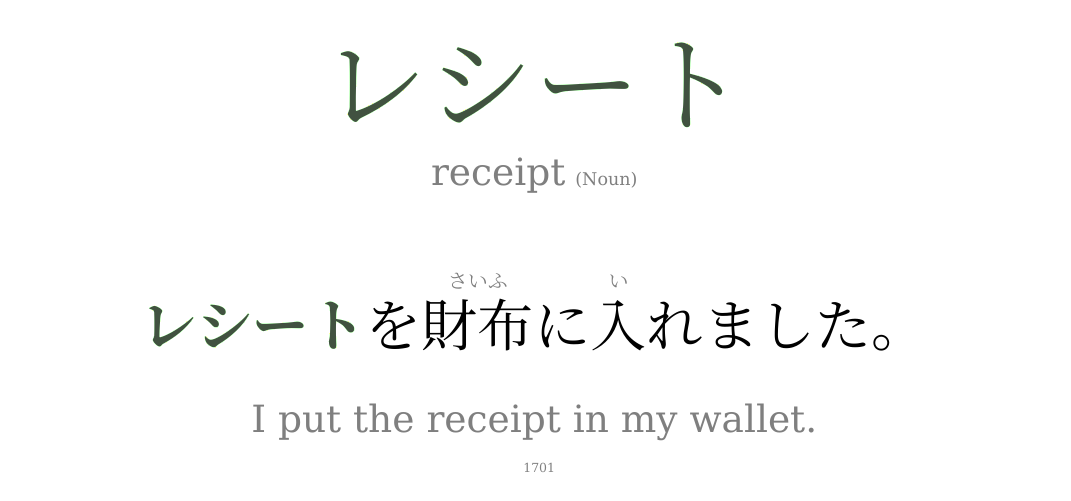 レシート
receipt (Noun)
さいふ い
レシートを財布に入れました。
I put the receipt in my wallet.
1701